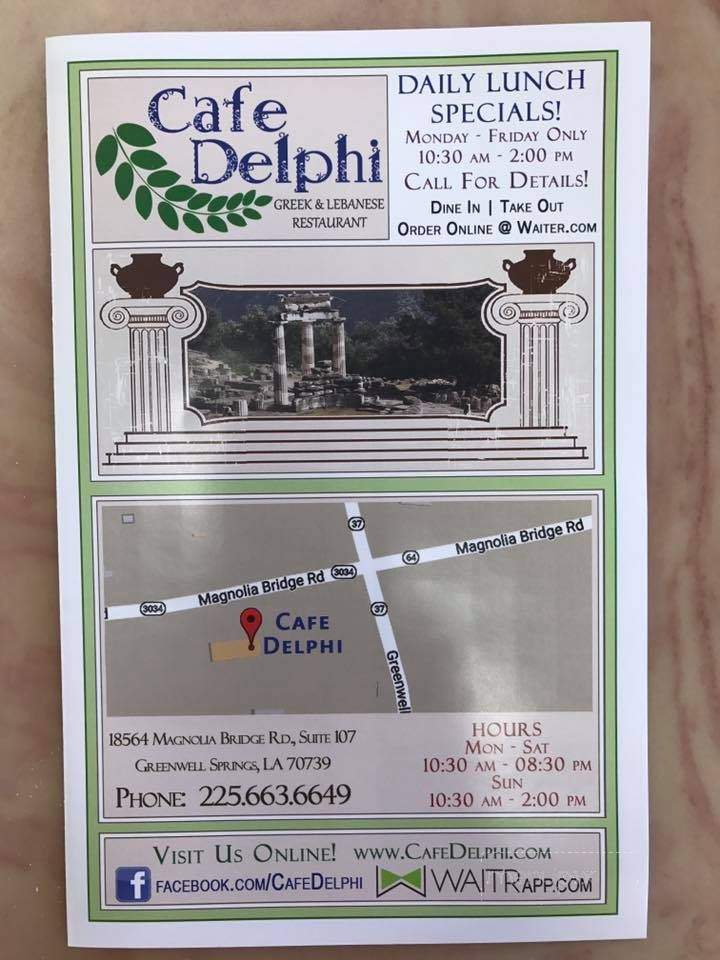 Cafe
Delphi
GREEK & LEBANESE
RESTAURANT
DAILY LUNCH
SPECIALS!
MONDAY - FRIDAY ONLY
10:30 AM - 2:00 PM
CALL FOR DETAILS!
DINE IN | TAKE OUT
ORDER ONLINE @ WAITER.COM
37
Magnolia Bridge Rd
64
3034
Magnolia Bridge Rd
3034
37
CAFE
DELPHI
Greenwell
18564 MAGNOLIA BRIDGE RD., SUITE 107
GREENWELL SPRINGS, LA 70739
PHONE: 225.663.6649
HOURS
MON - SAT
10:30 AM - 08:30 PM
SUN
10:30 AM - 2:00 PM
VISIT US ONLINE! WWW.CAFEDELPHI.COM
f FACEBOOK.COM/CAFEDELPHI WAITRAPP.COM